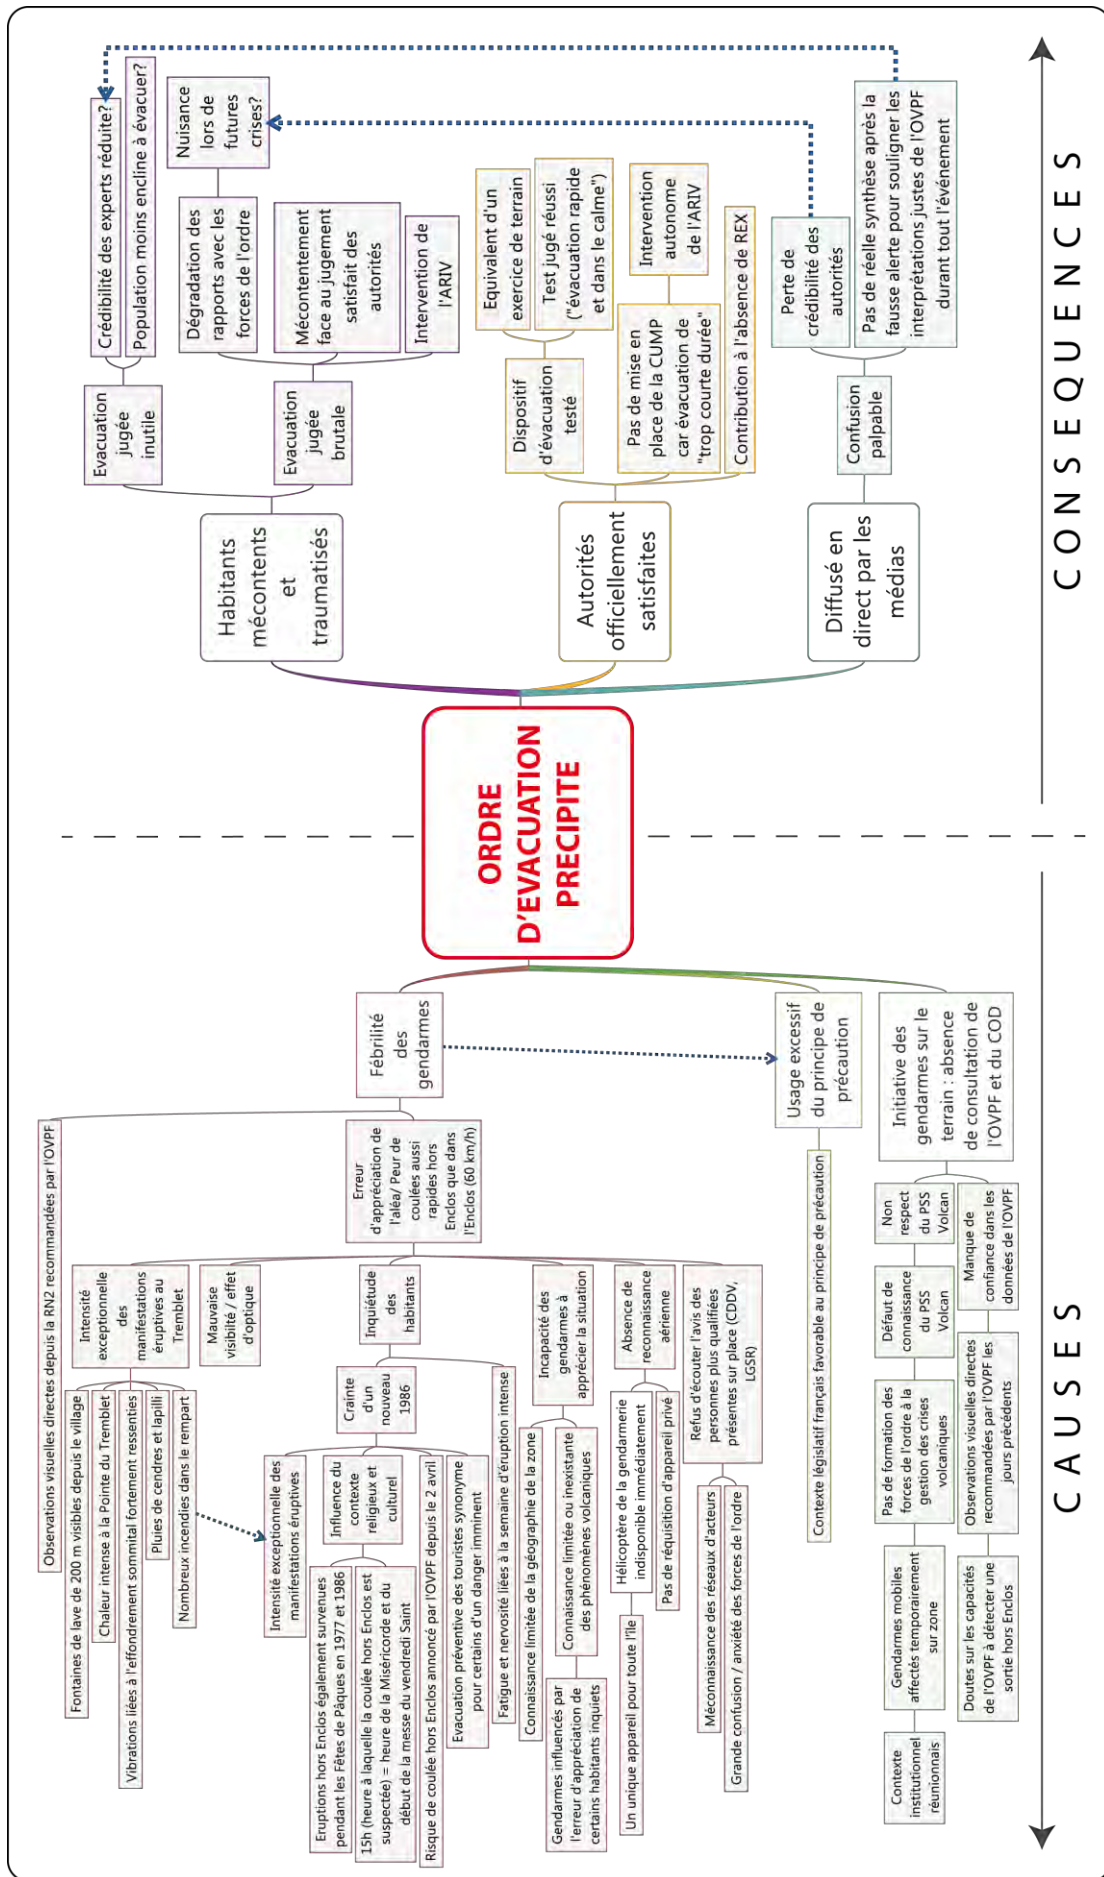 ORDRE
D'EVACUATION
PRECIPITE
CAUSES
Fébrilité
des
gendarmes
Observations visuelles directes depuis la RN2 recommandées par l'OVPF
Erreur
d'appréciation de
l'aléa/ Peur de
coulées aussi
rapides hors
Enclos que dans
l'Enclos (60 km/h)
Intensité
exceptionnelle
des
manifestations
éruptives au
Tremblet
Fontaines de lave de 200 m visibles depuis le village
Chaleur intense à la Pointe du Tremblet
Vibrations liées à l'effondrement sommital fortement ressenties
Pluies de cendres et lapilli
Nombreux incendies dans le rempart
Mauvaise
visibilité / effet
d'optique
Inquiétude
des
habitants
Crainte
d'un
nouveau
1986
Intensité exceptionnelle des
manifestations éruptives
Influence du
contexte
religieux et
culturel
Eruptions hors Enclos également survenues
pendant les Fêtes de Pâques en 1977 et 1986
15h (heure à laquelle la coulée hors Enclos est
suspectée) = heure de la Miséricorde et du
début de la messe du vendredi Saint
Risque de coulée hors Enclos annoncé par l'OVPF depuis le 2 avril
Evacuation préventive des touristes synonyme
pour certains d'un danger imminent
Fatigue et nervosité liées à la semaine d'éruption intense
Incapacité des
gendarmes à
apprécier la situation
Connaissance limitée de la géographie de la zone
Connaissance limitée ou inexistante
des phénomènes volcaniques
Gendarmes influencés par
l'erreur d'appréciation de
certains habitants inquiets
Absence de
reconnaissance
aérienne
Hélicoptère de la gendarmerie
indisponible immédiatement
Un unique appareil pour toute l'île
Pas de réquisition d'appareil privé
Refus d'écouter l'avis des
personnes plus qualifiées
présentes sur place (CDDV,
LGSR)
Méconnaissance des réseaux d'acteurs
Grande confusion / anxiété des forces de l'ordre
Usage excessif
du principe de
précaution
Contexte législatif français favorable au principe de précaution
Initiative des
gendarmes sur le
terrain : absence
de consultation de
l'OVPF et du COD
Non
respect
du PSS
Volcan
Défaut de
connaissance
du PSS
Volcan
Pas de formation des
forces de l'ordre à la
gestion des crises
volcaniques
Gendarmes mobiles
affectés temporairement
sur zone
Contexte
institutionnel
réunionnais
Manque de
confiance dans les
données de l'OVPF
Observations visuelles directes
recommandées par l'OVPF les
jours précédents
Doutes sur les capacités
de l'OVPF à détecter une
sortie hors Enclos
CONSEQUENCES
Habitants
mécontents
et
traumatisés
Evacuation
jugée
inutile
Crédibilité des experts réduite?
Population moins encline à évacuer?
Evacuation
jugée
brutale
Dégradation des
rapports avec les
forces de l'ordre
Nuisance
lors de
futures
crises?
Mécontentement
face au jugement
satisfait des
autorités
Intervention de
l'ARIV
Autorités
officiellement
satisfaites
Dispositif
d'évacuation
testé
Equivalent d'un
exercice de terrain
Test jugé réussi
("évacuation rapide
et dans le calme")
Pas de mise en
place de la CUMP
car évacuation de
"trop courte durée"
Intervention
autonome
de l'ARIV
Contribution à l'absence de REX
Diffusé en
direct par les
médias
Confusion
palpable
Perte de
crédibilité des
autorités
Pas de réelle synthèse après la
fausse alerte pour souligner les
interprétations justes de l'OVPF
durant tout l'événement